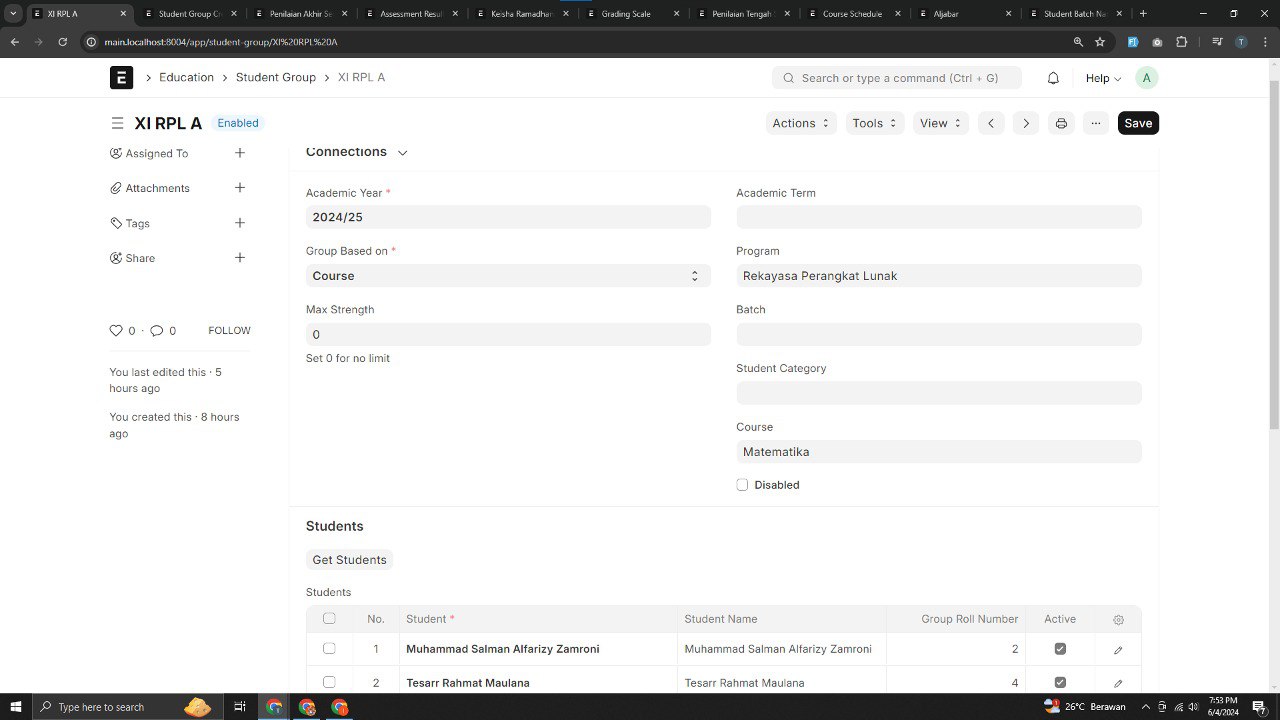 XI RPL A
Student Group C
Penilaian Akhir Se
Assessment Resul
Keisha Ramadhan
Grading Scale
Penilaian Tengah
Course Schedule
Aljabar
Student Batch Na
main.localhost:8004/app/student-group/XI%20RPL%20A
T
E
Education
Student Group
XI RPL A
Search or type a command (Ctrl + G)
Help
A
XI RPL A
Enabled
Actions
Tools
View
Save
Assigned To
Attachments
Tags
Share
0 · 0 FOLLOW
You last edited this · 5
hours ago
You created this · 8 hours
ago
Connections
Academic Year *
2024/25
Academic Term
Group Based on *
Course
Program
Rekayasa Perangkat Lunak
Max Strength
0
Set 0 for no limit
Batch
Student Category
Course
Matematika
Disabled
Students
Get Students
Students
No. Student * Student Name Group Roll Number Active
1 Muhammad Salman Alfarizy Zamroni Muhammad Salman Alfarizy Zamroni 2
2 Tesarr Rahmat Maulana Tesarr Rahmat Maulana 4
Type here to search
25°C Berawan
7:53 PM
6/4/2024